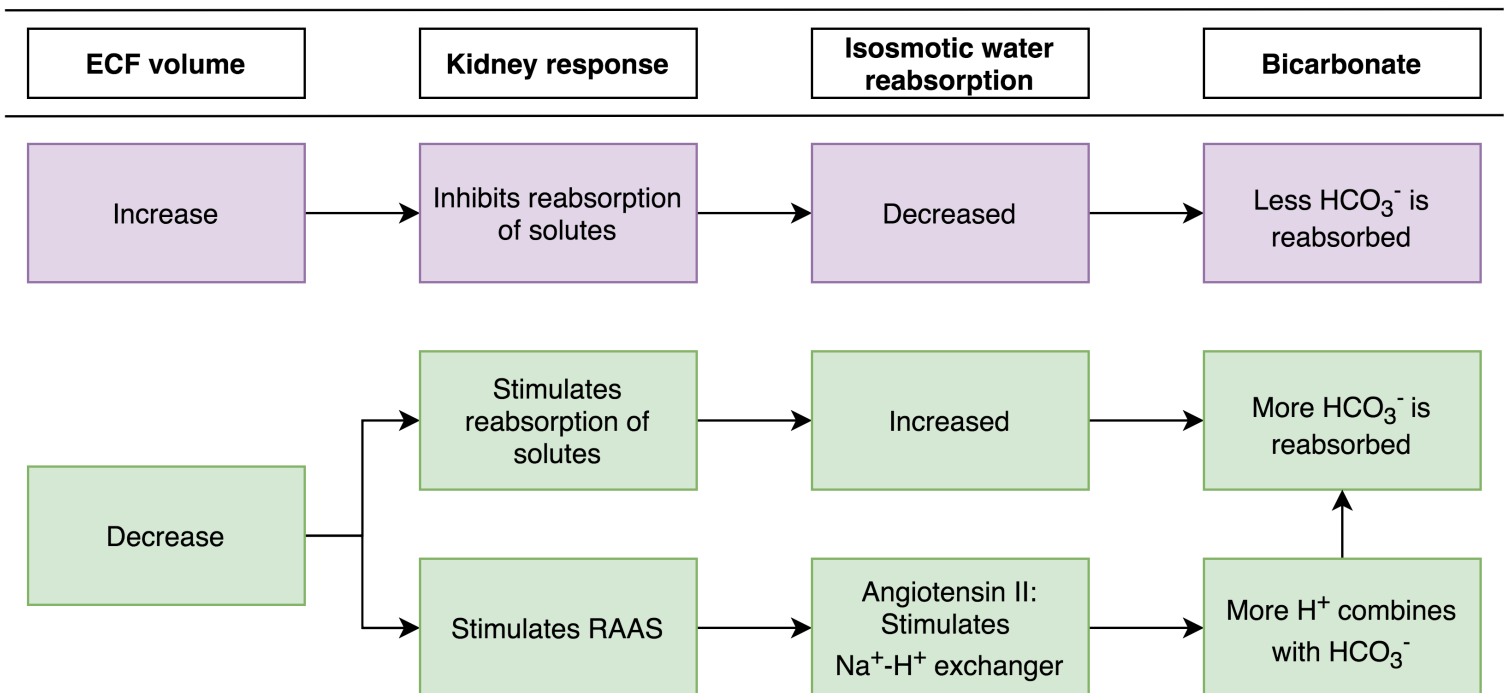 ECF volume
Kidney response
Isosmotic water
reabsorption
Bicarbonate
Increase
Inhibits reabsorption
of solutes
Decreased
Less HCO₃⁻ is
reabsorbed
Decrease
Stimulates
reabsorption of
solutes
Increased
More HCO₃⁻ is
reabsorbed
Stimulates RAAS
Angiotensin II:
Stimulates
Na⁺-H⁺ exchanger
More H⁺ combines
with HCO₃⁻